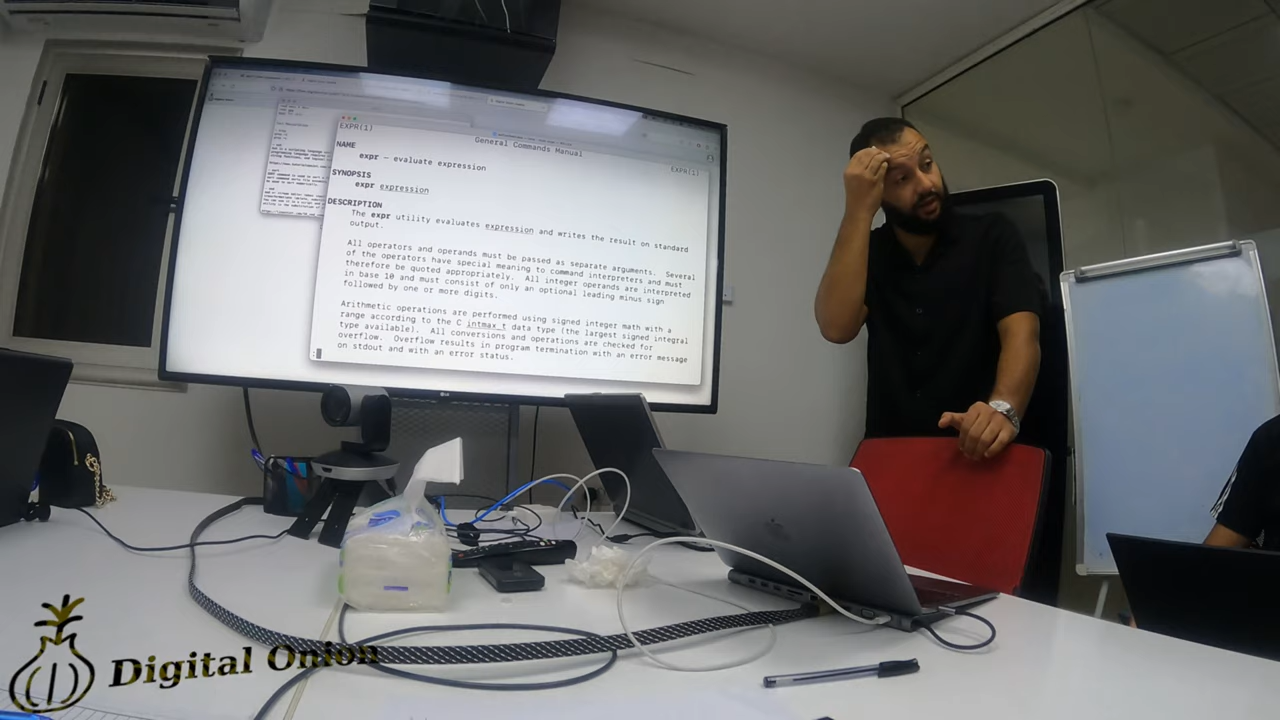 EXPR(1)
General Commands Manual
EXPR(1)
NAME
expr – evaluate expression
SYNOPSIS
expr expression
DESCRIPTION
The expr utility evaluates expression and writes the result on standard
output.
All operators and operands must be passed as separate arguments. Several
of the operators have special meaning to command interpreters and must
therefore be quoted appropriately. All integer operands are interpreted
in base 10 and must consist of only an optional leading minus sign
followed by one or more digits.
Arithmetic operations are performed using signed integer math with a
range according to the C intmax_t data type (the largest signed integral
type available). All conversions and operations are checked for
overflow. Overflow results in program termination with an error message
on stdout and with an error status.
:
LG
Digital Onion